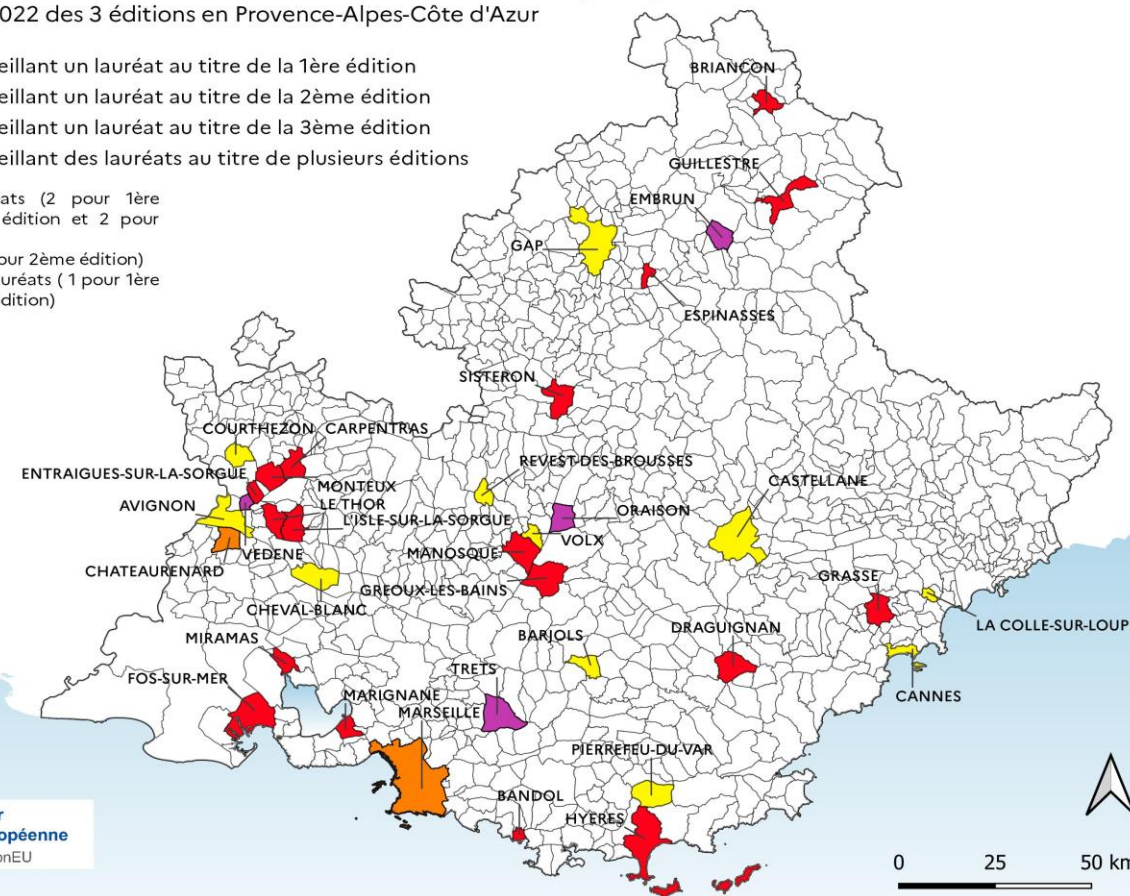 022 des 3 éditions en Provence-Alpes-Côte d'Azur
eillant un lauréat au titre de la 1ère édition
eillant un lauréat au titre de la 2ème édition
eillant un lauréat au titre de la 3ème édition
eillant des lauréats au titre de plusieurs éditions
ats (2 pour 1ère
édition et 2 pour
our 2ème édition)
auréats ( 1 pour 1ère
dition)
BRIANCON
GUILLESTRE
EMBRUN
GAP
ESPINASSES
SISTERON
COURTHEZON
CARPENTRAS
ENTRAIGUES-SUR-LA-SORGUE
REVEST-DES-BROUSSES
MONTEUX
CASTELLANE
AVIGNON
LE THOR
ORAISON
L'ISLE-SUR-LA-SORGUE
VOLX
VEDENE
MANOSQUE
CHATEAURENARD
GRASSE
GREOUX-LES-BAINS
CHEVAL-BLANC
LA COLLE-SUR-LOUP
MIRAMAS
BARJOLS
DRAGUIGNAN
TRETS
FOS-SUR-MER
MARIGNANE
CANNES
MARSEILLE
PIERREFEU-DU-VAR
BANDOL
HYERES
r
opéenne
onEU
0 25 50 km